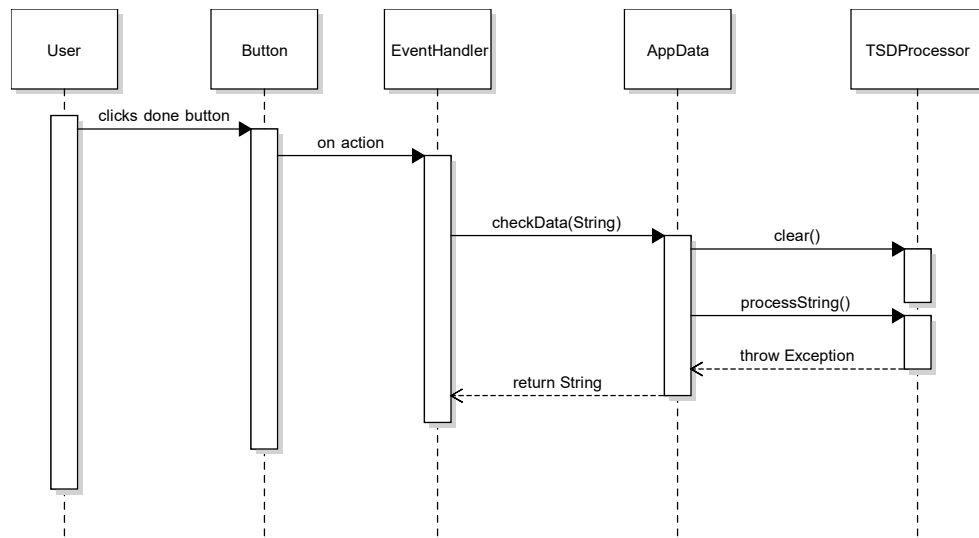 User
Button
EventHandler
AppData
TSDProcessor
clicks done button
on action
checkData(String)
clear()
processString()
throw Exception
return String